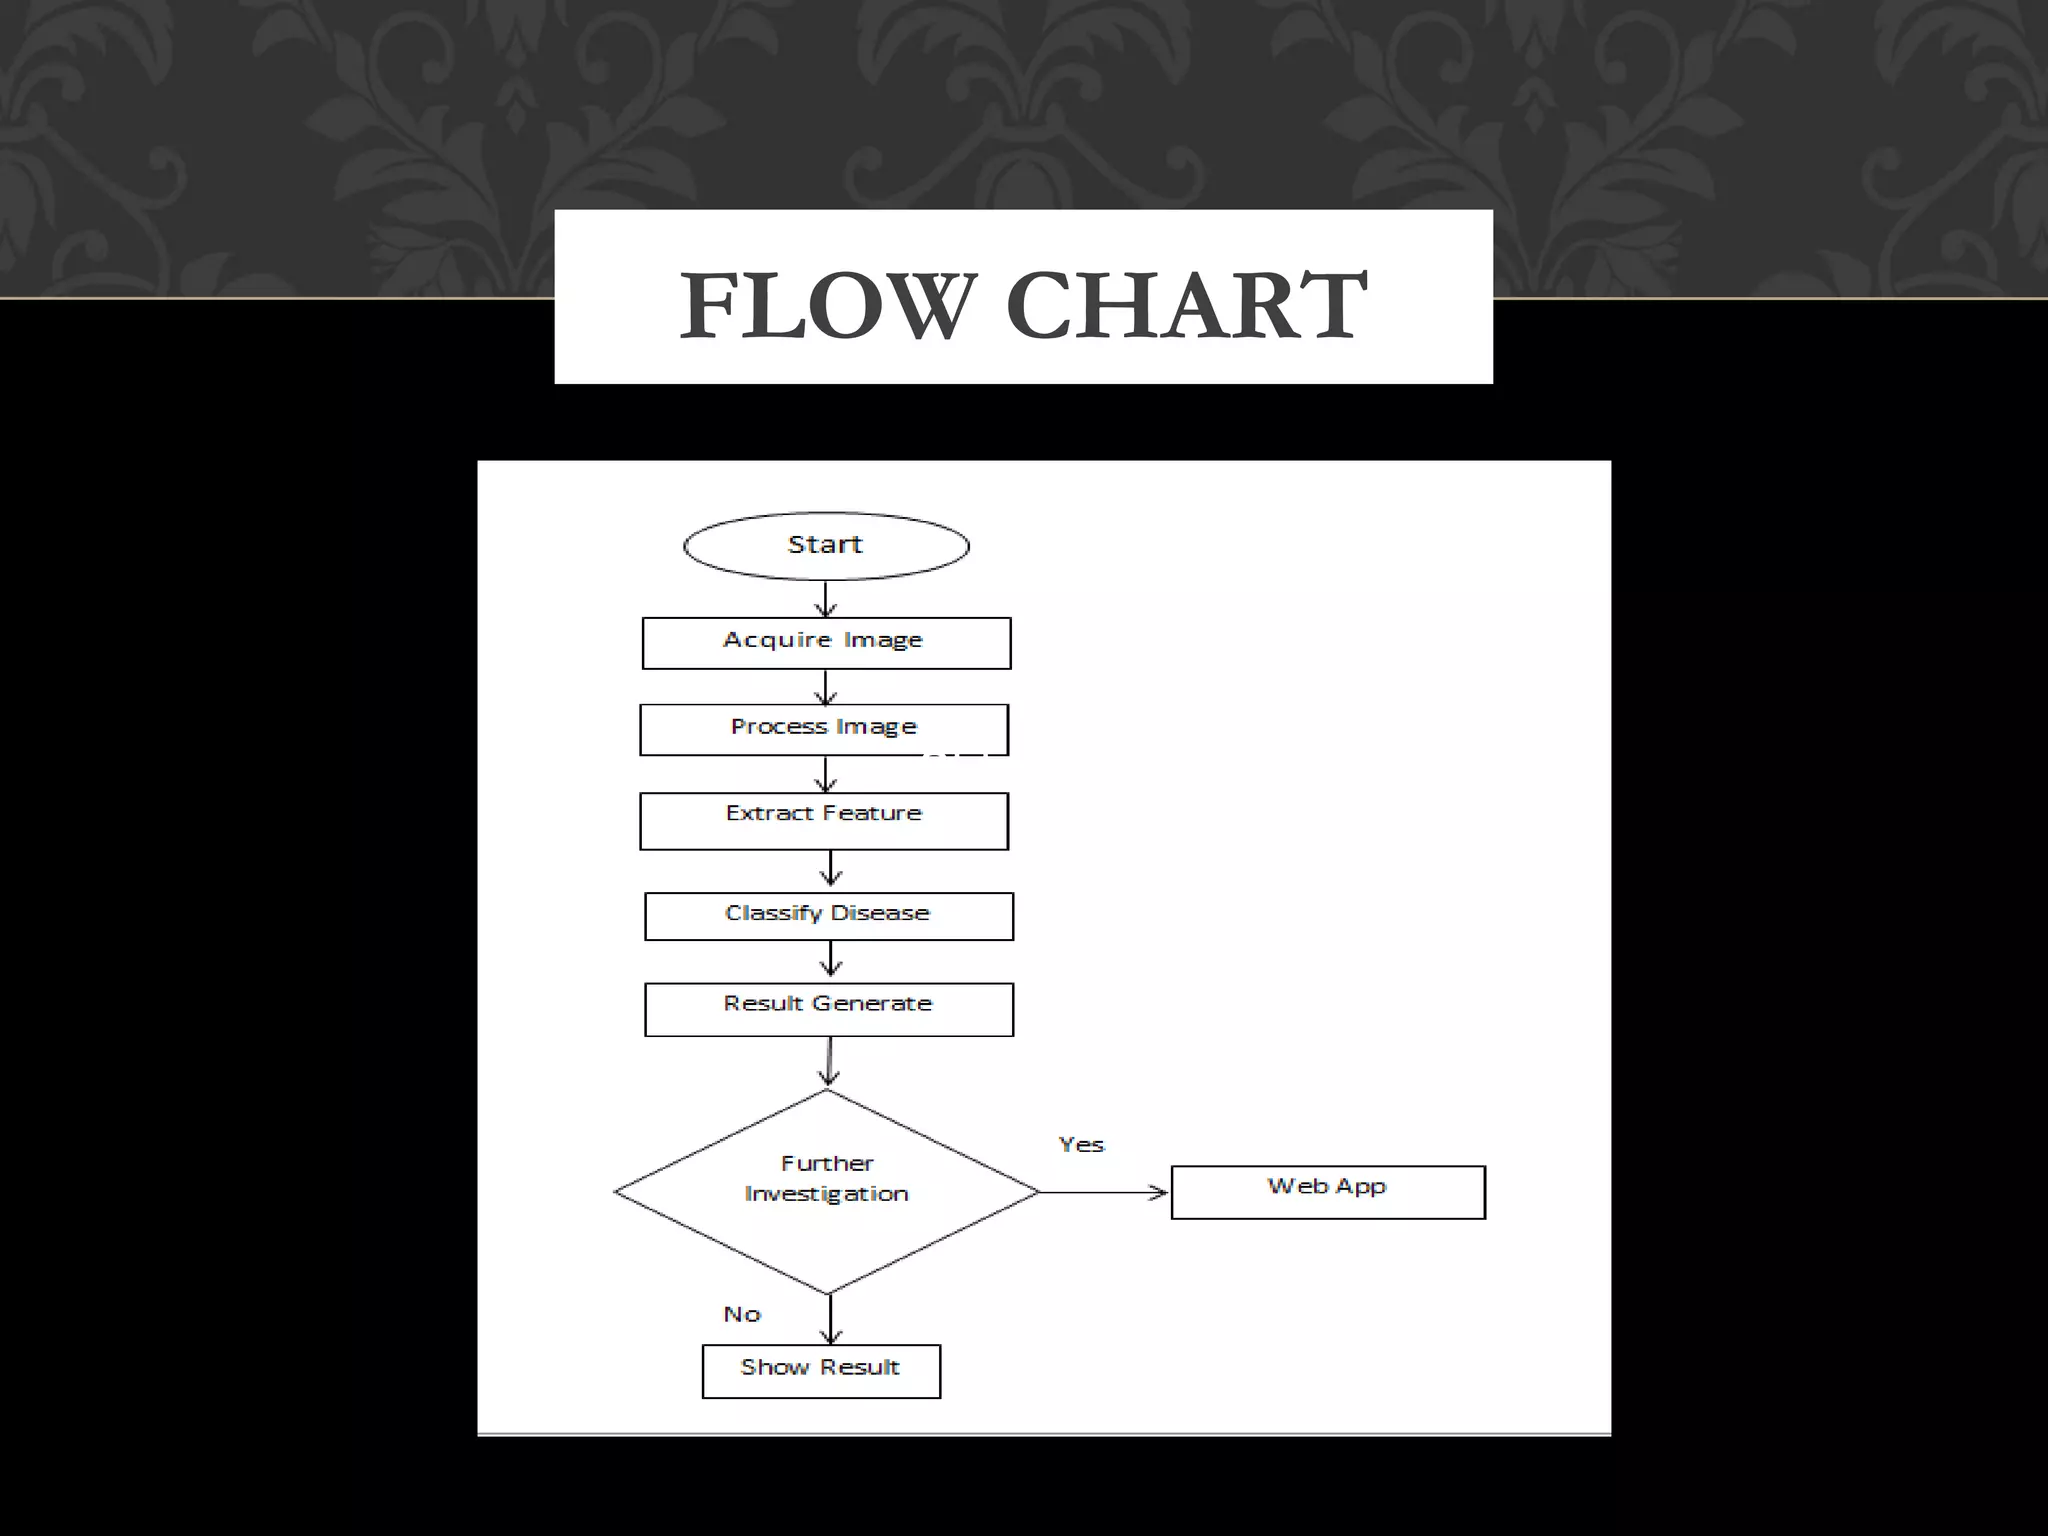 FLOW CHART
Start
Acquire Image
Process Image
Extract Feature
Classify Disease
Result Generate
Further
Investigation
Yes
Web App
No
Show Result